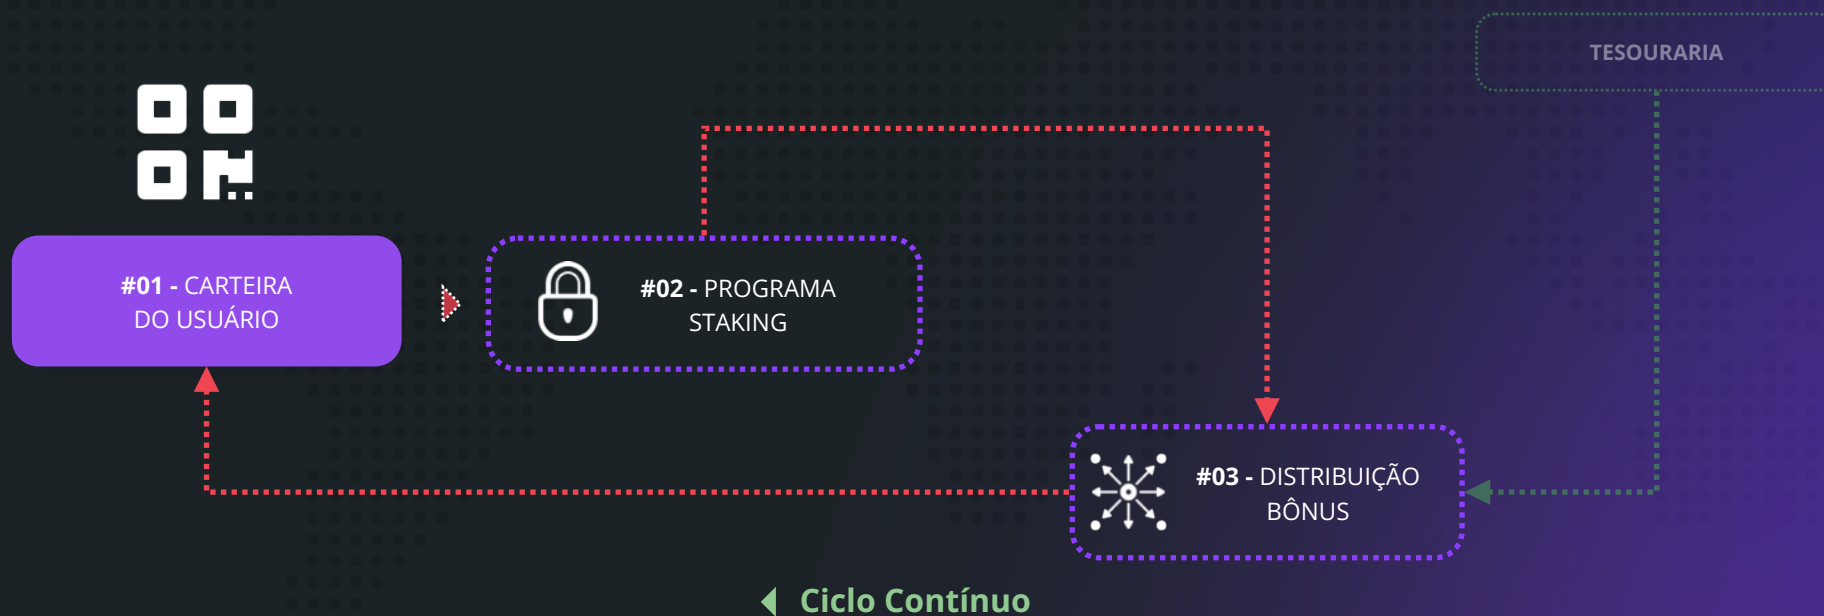 TESOURARIA
#01 - CARTEIRA
DO USUÁRIO
#02 - PROGRAMA
STAKING
#03 - DISTRIBUIÇÃO
BÔNUS
Ciclo Contínuo